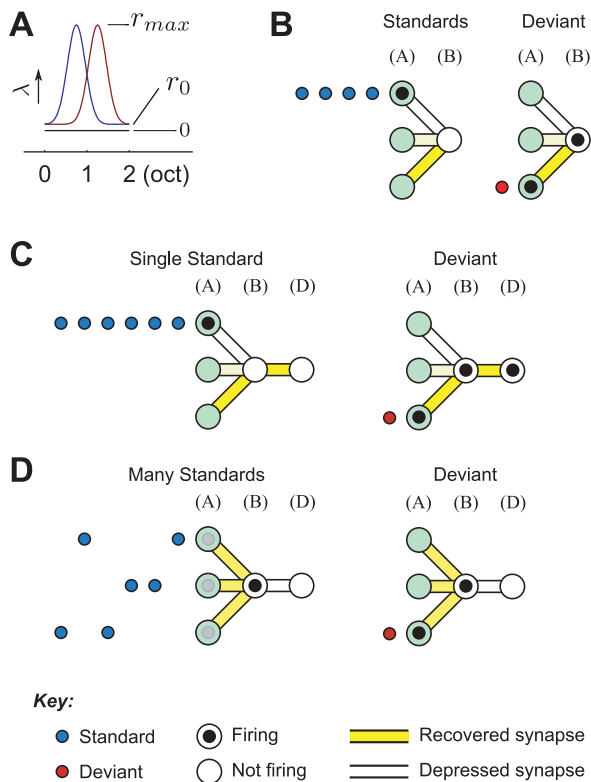 A
r_max
λ
r_0
0
0 1 2 (oct)
B
Standards Deviant
(A) (B) (A) (B)
C
Single Standard Deviant
(A) (B) (D) (A) (B) (D)
D
Many Standards Deviant
(A) (B) (D) (A) (B) (D)
Key:
Standard Firing Recovered synapse
Deviant Not firing Depressed synapse